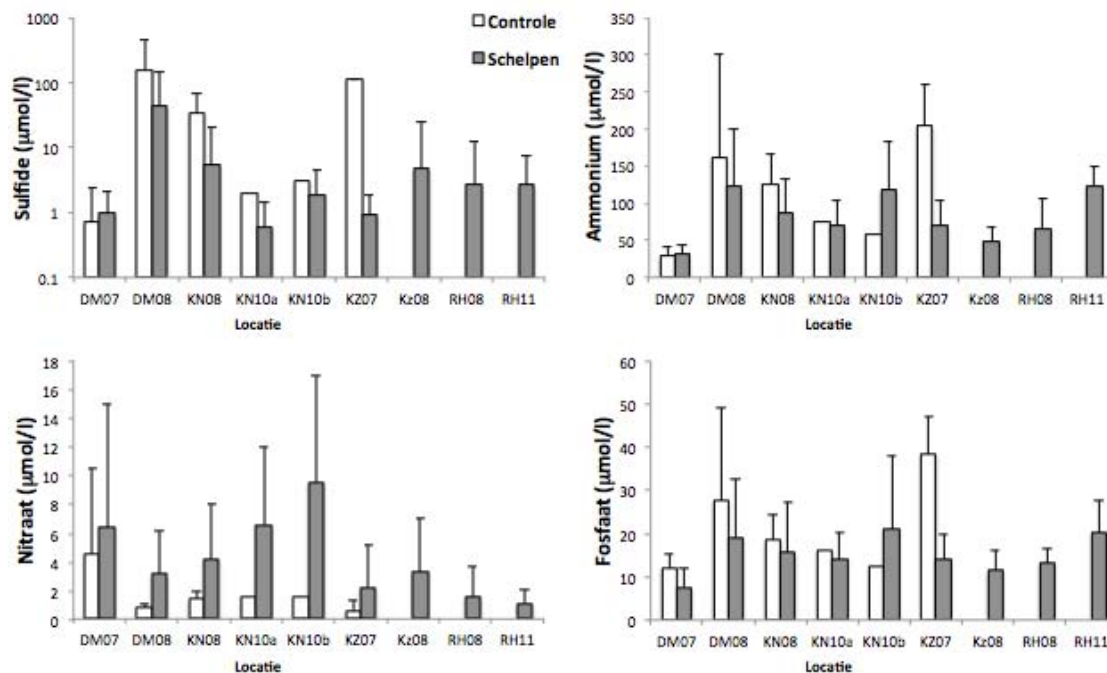 Sulfide (µmol/l)
1000
100
10
1
0.1
DM07 DM08 KN08 KN10a KN10b KZ07 Kz08 RH08 RH11
Locatie
Controle
Schelpen
Ammonium (µmol/l)
350
300
250
200
150
100
50
0
DM07 DM08 KN08 KN10a KN10b KZ07 Kz08 RH08 RH11
Locatie
Nitraat (µmol/l)
18
16
14
12
10
8
6
4
2
0
DM07 DM08 KN08 KN10a KN10b KZ07 Kz08 RH08 RH11
Locatie
Fosfaat (µmol/l)
60
50
40
30
20
10
0
DM07 DM08 KN08 KN10a KN10b KZ07 Kz08 RH08 RH11
Locatie